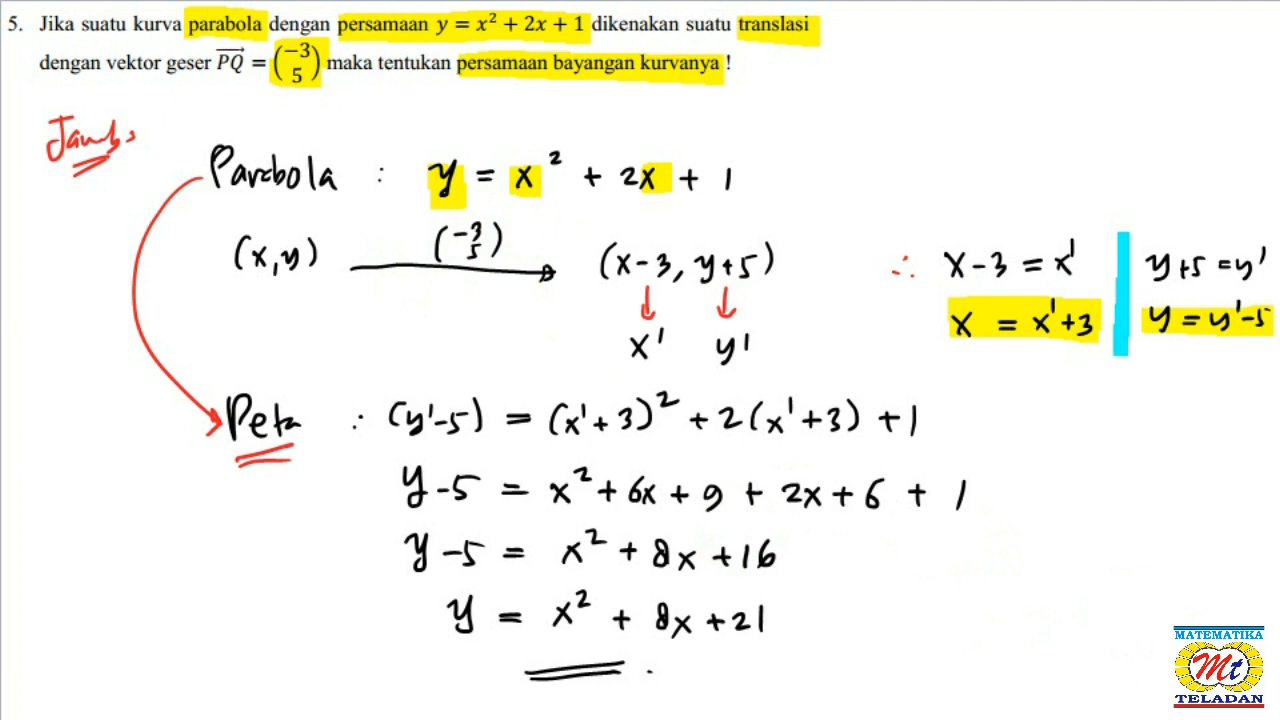 5. Jika suatu kurva parabola dengan persamaan y = x² + 2x + 1 dikenakan suatu translasi
dengan vektor geser PQ⃗ = (−3 5) maka tentukan persamaan bayangan kurvanya !
Jawab:
Parabola : y = x² + 2x + 1
(x,y) (−3 5) (x−3, y+5) ∴ x−3 = x' y+5 = y'
x' y' x = x'+3 y = y'−5
Peta : (y'−5) = (x'+3)² + 2(x'+3) + 1
y−5 = x² + 6x + 9 + 2x + 6 + 1
y−5 = x² + 8x + 16
y = x² + 8x + 21
MATEMATIKA
Mt
TELADAN